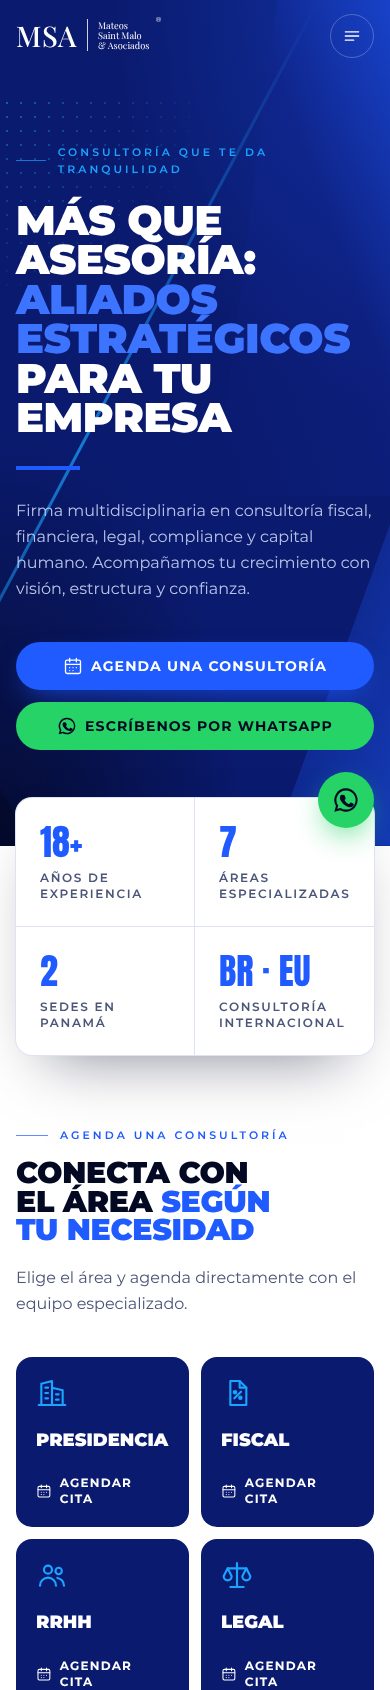 MSA
Mateos
Saint Malo
& Asociados
®
CONSULTORÍA QUE TE DA
TRANQUILIDAD
MÁS QUE
ASESORÍA:
ALIADOS
ESTRATÉGICOS
PARA TU
EMPRESA
Firma multidisciplinaria en consultoría fiscal,
financiera, legal, compliance y capital
humano. Acompañamos tu crecimiento con
visión, estructura y confianza.
AGENDA UNA CONSULTORÍA
ESCRÍBENOS POR WHATSAPP
18+
AÑOS DE
EXPERIENCIA
7
ÁREAS
ESPECIALIZADAS
2
SEDES EN
PANAMÁ
BR · EU
CONSULTORÍA
INTERNACIONAL
AGENDA UNA CONSULTORÍA
CONECTA CON
EL ÁREA SEGÚN
TU NECESIDAD
Elige el área y agenda directamente con el
equipo especializado.
PRESIDENCIA
AGENDAR
CITA
FISCAL
AGENDAR
CITA
RRHH
AGENDAR
CITA
LEGAL
AGENDAR
CITA